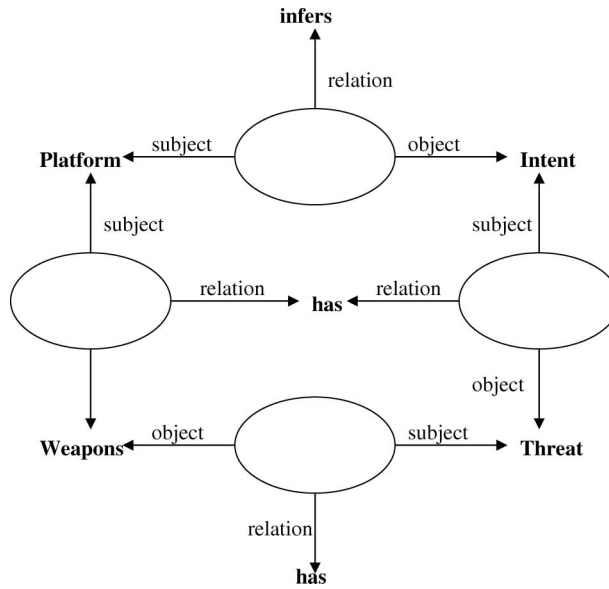 infers
relation
subject
object
Platform
Intent
subject
subject
relation
has
relation
object
object
subject
Weapons
Threat
relation
has